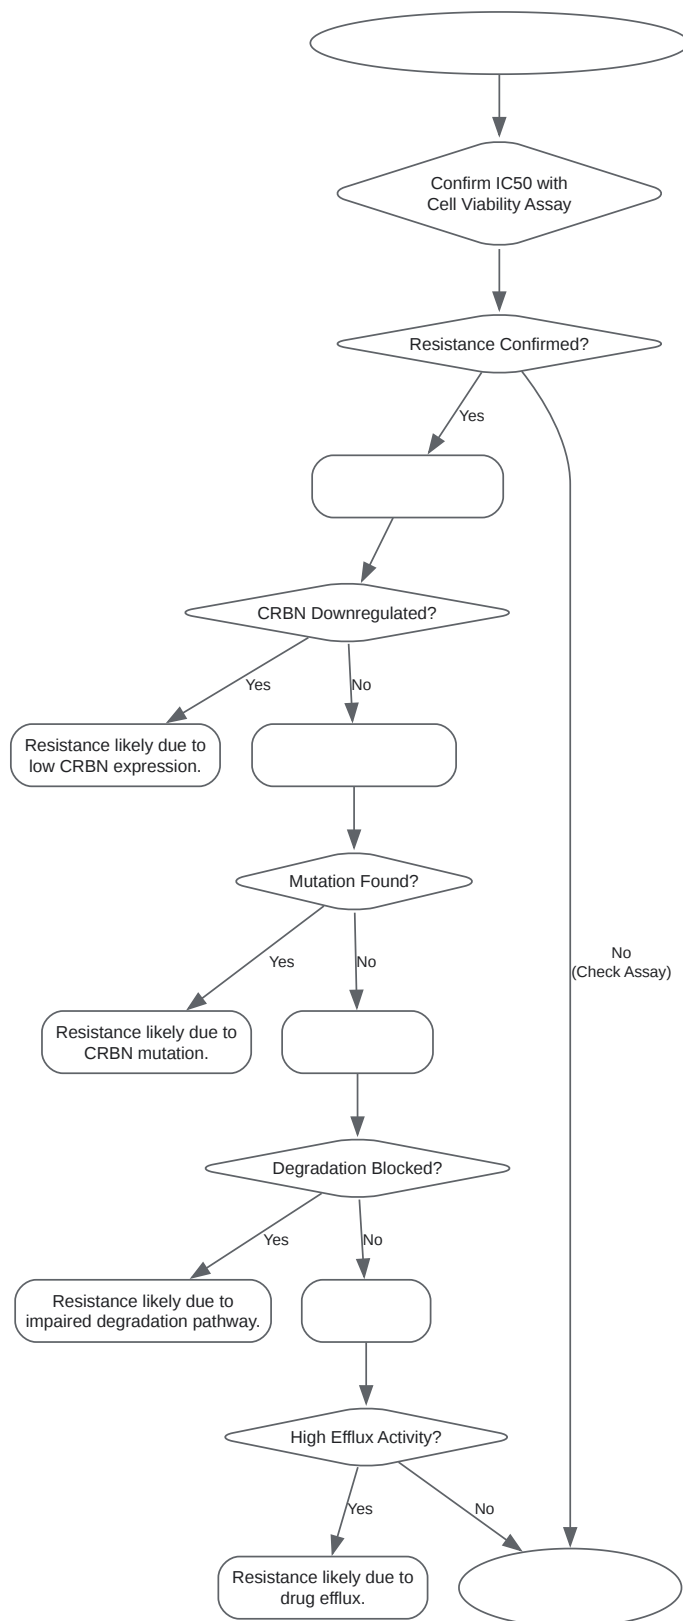 Confirm IC50 with
Cell Viability Assay
Resistance Confirmed?
Yes
CRBN Downregulated?
Yes
No
Resistance likely due to
low CRBN expression.
Mutation Found?
No
(Check Assay)
Yes
No
Resistance likely due to
CRBN mutation.
Degradation Blocked?
Yes
No
Resistance likely due to
impaired degradation pathway.
High Efflux Activity?
Yes
No
Resistance likely due to
drug efflux.